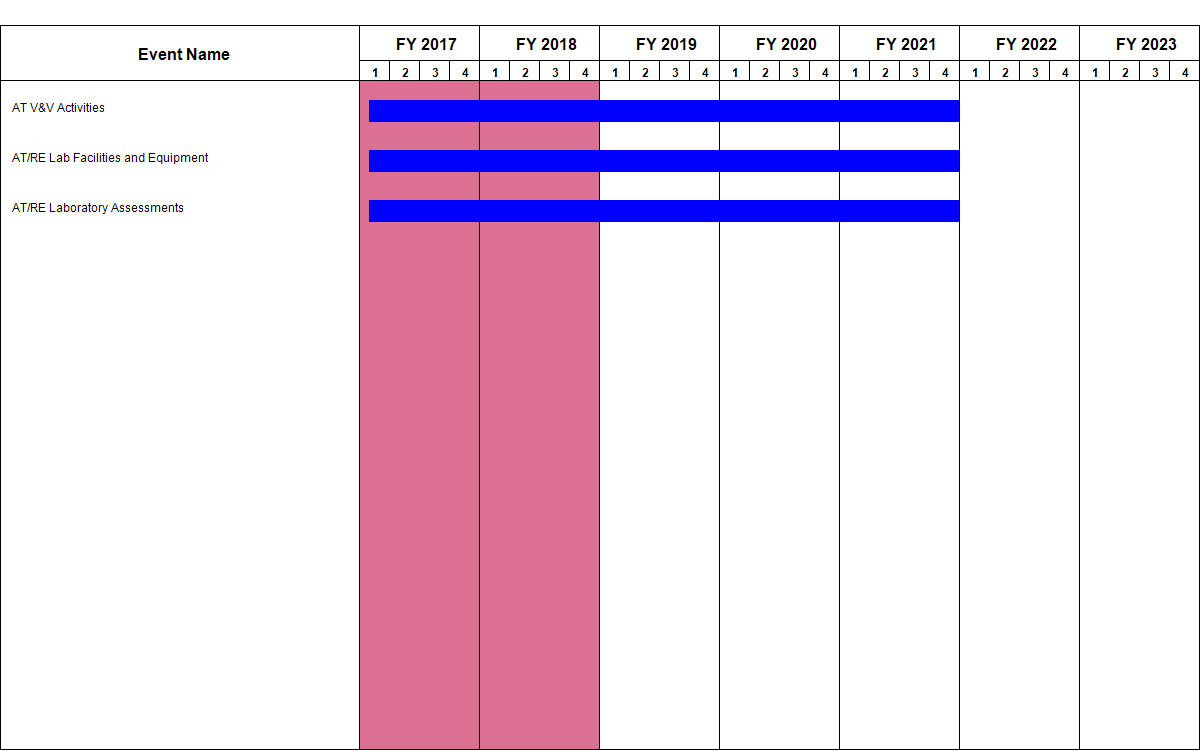 Event Name FY 2017 FY 2018 FY 2019 FY 2020 FY 2021 FY 2022 FY 2023
1 2 3 4 1 2 3 4 1 2 3 4 1 2 3 4 1 2 3 4 1 2 3 4 1 2 3 4
AT V&V Activities
AT/RE Lab Facilities and Equipment
AT/RE Laboratory Assessments